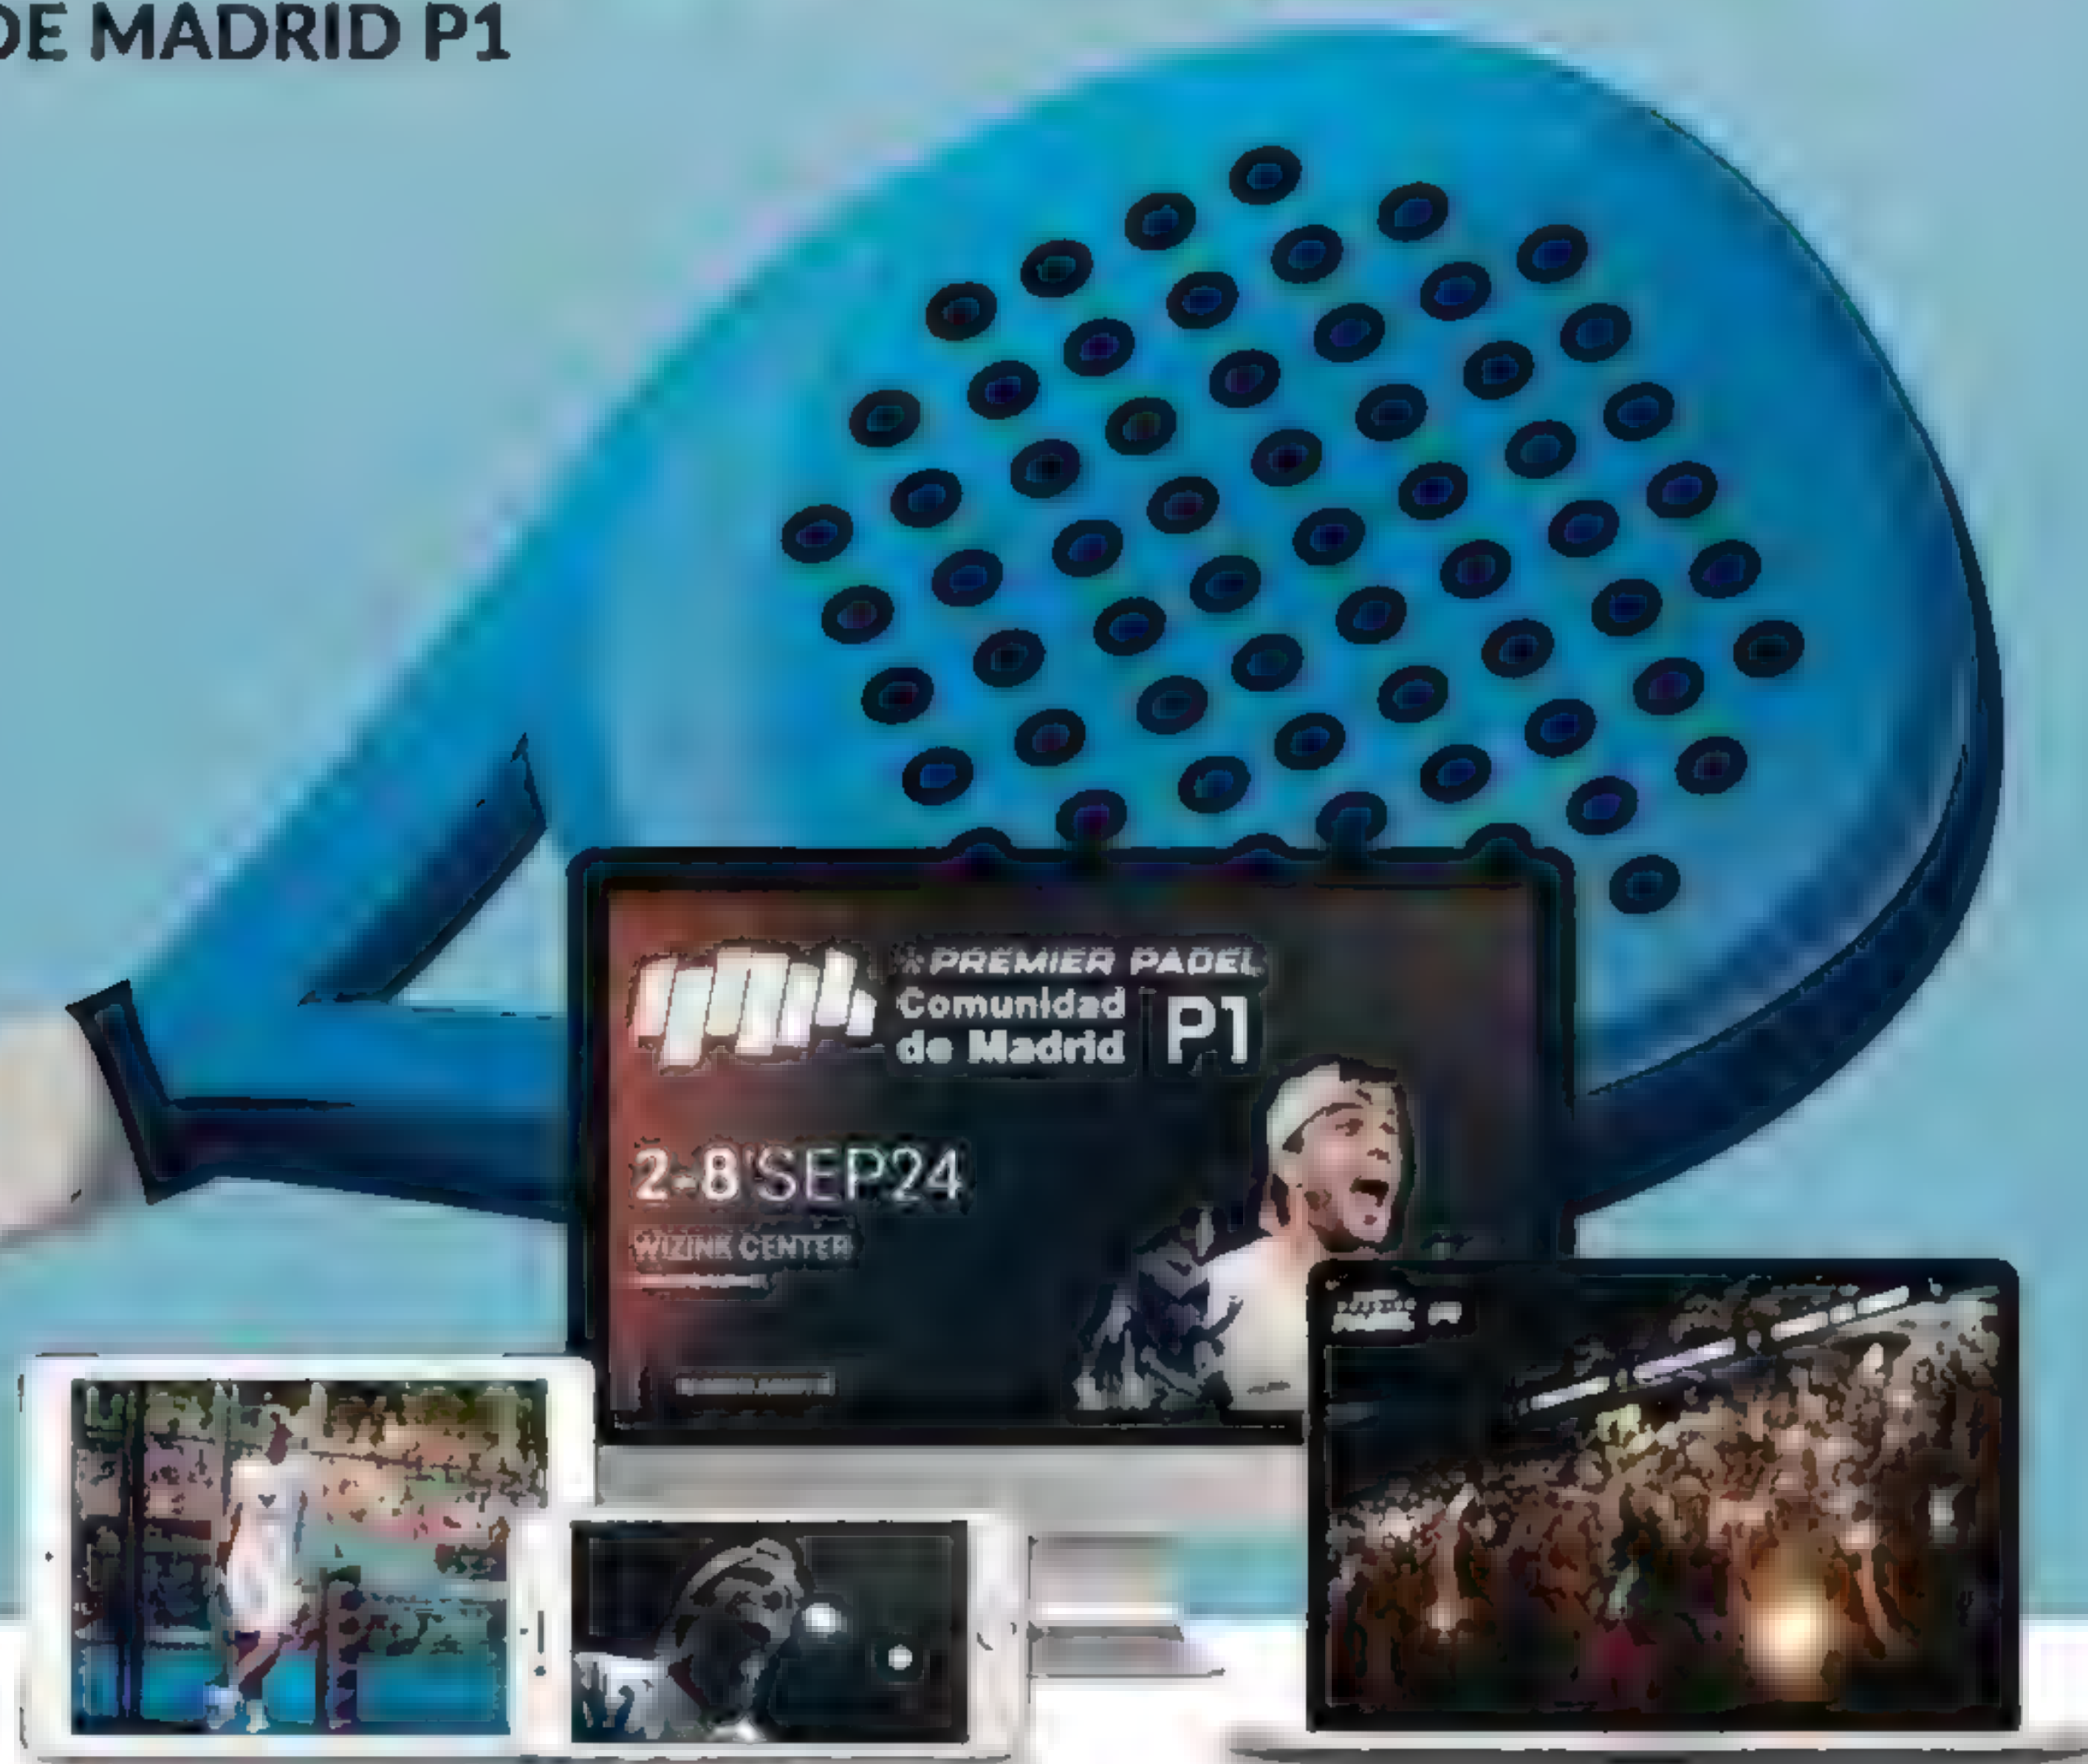 DE MADRID P1
PREMIER PADEL
Comunidad
de Madrid
P1
2-8'SEP24
WIZINK CENTER